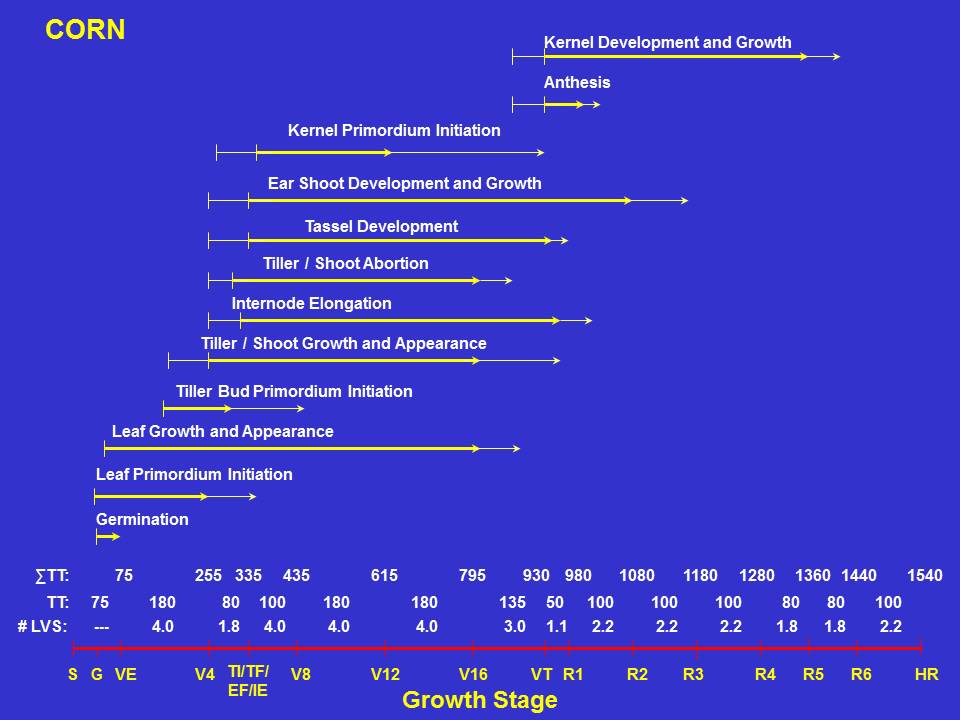 CORN
Kernel Development and Growth
Anthesis
Kernel Primordium Initiation
Ear Shoot Development and Growth
Tassel Development
Tiller / Shoot Abortion
Internode Elongation
Tiller / Shoot Growth and Appearance
Tiller Bud Primordium Initiation
Leaf Growth and Appearance
Leaf Primordium Initiation
Germination
∑TT: 75 255 335 435 615 795 930 980 1080 1180 1280 1360 1440 1540
TT: 75 180 80 100 180 180 135 50 100 100 100 80 80 100
# LVS: --- 4.0 1.8 4.0 4.0 4.0 3.0 1.1 2.2 2.2 2.2 1.8 1.8 2.2
S G VE V4 TI/TF/ V8 V12 V16 VT R1 R2 R3 R4 R5 R6 HR
EF/IE
Growth Stage